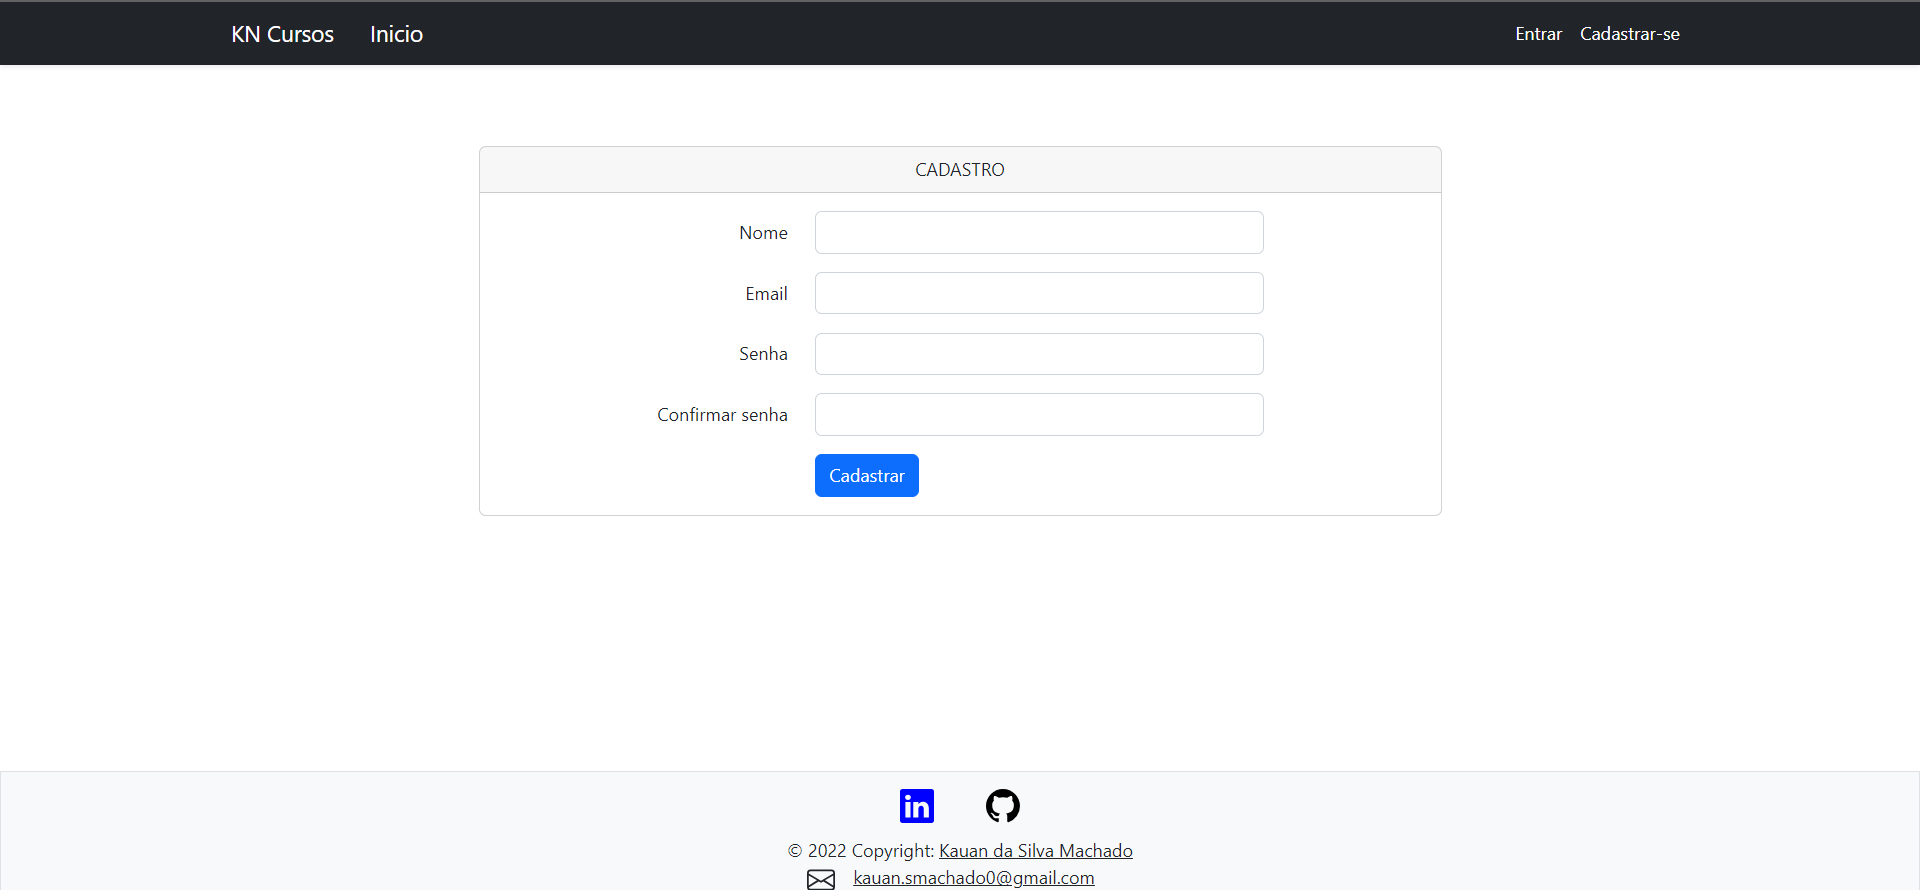 KN Cursos Inicio Entrar Cadastrar-se
CADASTRO
Nome
Email
Senha
Confirmar senha
Cadastrar
in
© 2022 Copyright: Kauan da Silva Machado
kauan.smachado0@gmail.com